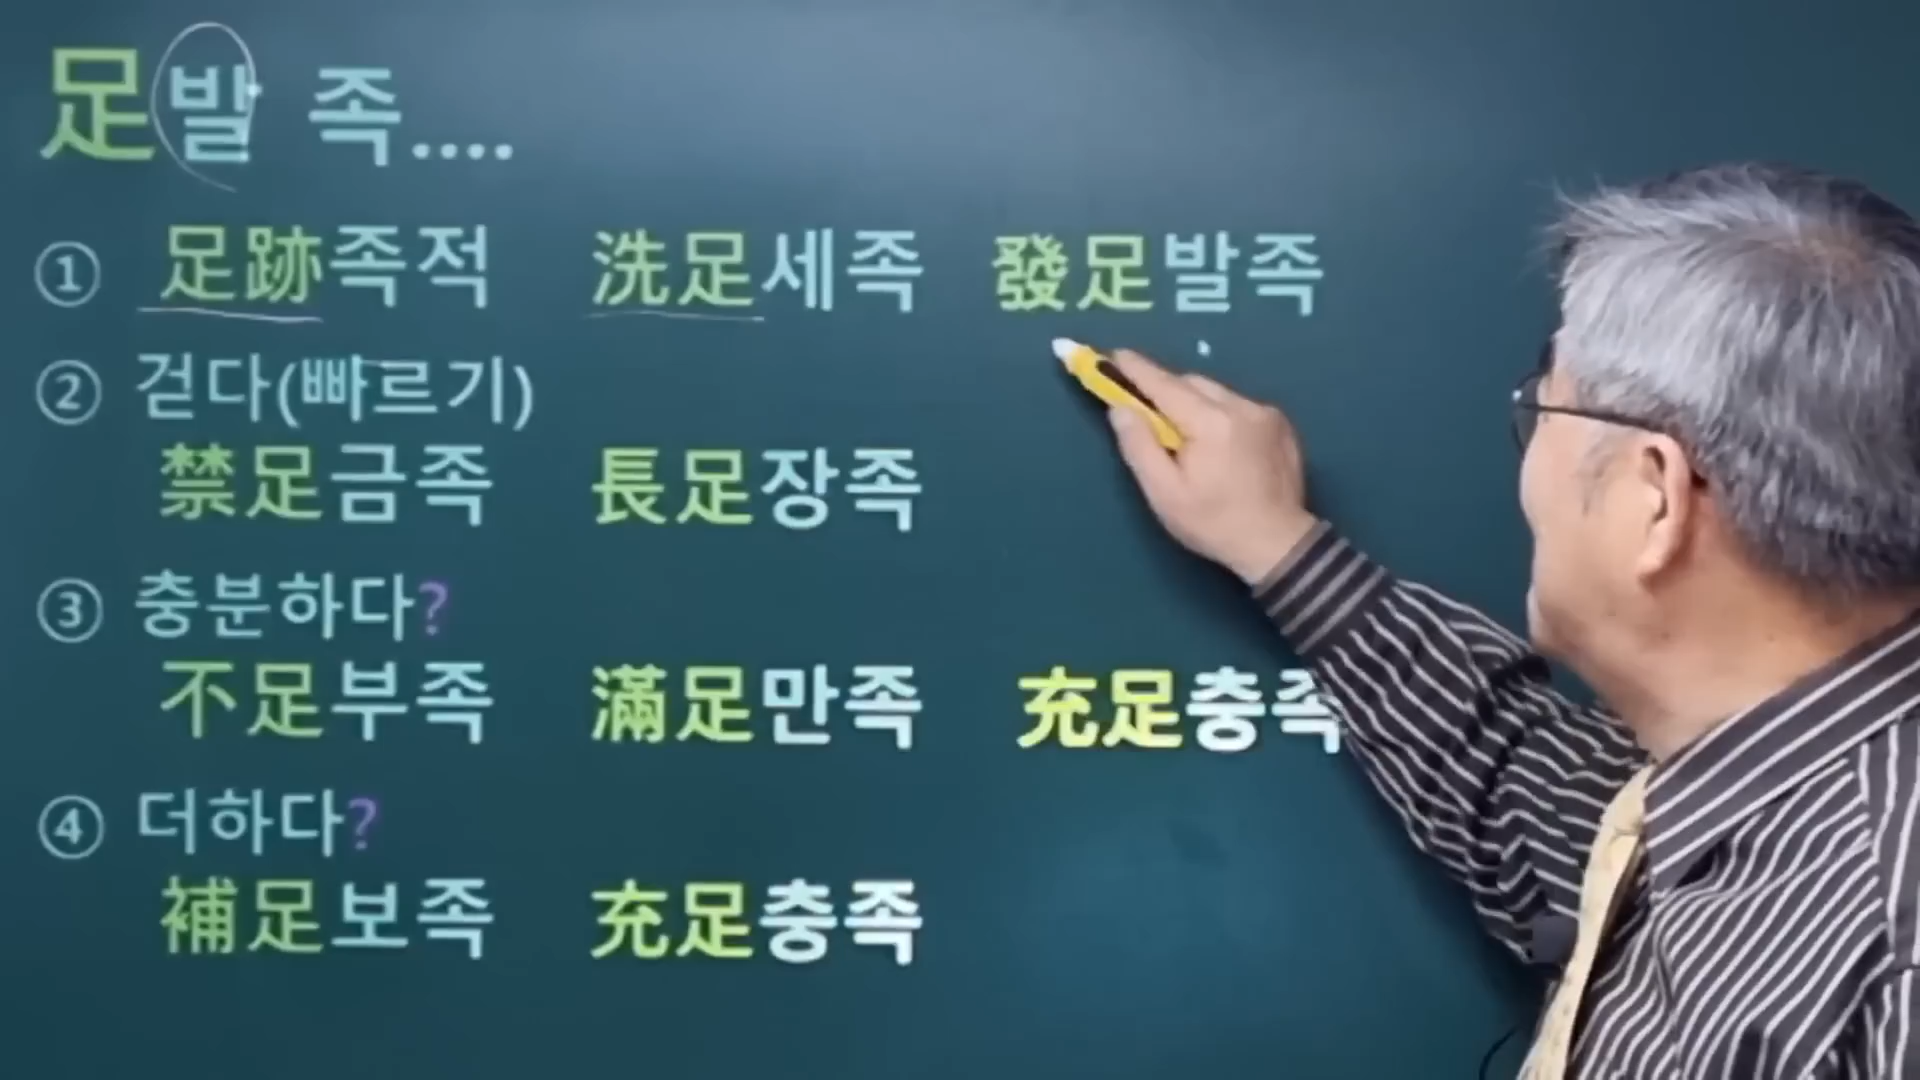 足발 족....
① 足跡족적 洗足세족 發足발족
② 걷다(빠르기)
禁足금족 長足장족
③ 충분하다?
不足부족 滿足만족 充足충족
④ 더하다?
補足보족 充足충족